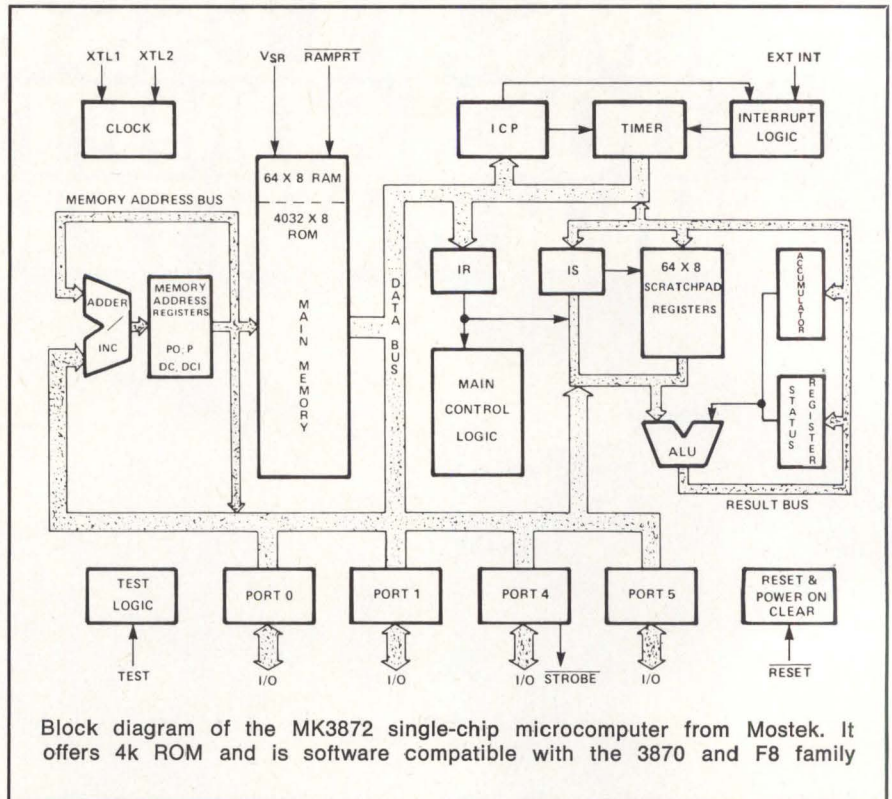 XTL1 XTL2
VSR RAMPRT
EXT INT
CLOCK
ICP
TIMER
INTERRUPT
LOGIC
64 X 8 RAM
4032 X 8
ROM
MAIN MEMORY
MEMORY ADDRESS BUS
ADDER
/
INC
MEMORY
ADDRESS
REGISTERS
PO, P
DC, DCI
DATA BUS
IR
IS
64 X 8
SCRATCHPAD
REGISTERS
ACCUMULATOR
MAIN
CONTROL
LOGIC
STATUS
REGISTER
ALU
RESULT BUS
TEST
LOGIC
PORT 0
PORT 1
PORT 4
PORT 5
RESET &
POWER ON
CLEAR
TEST
I/O
I/O
I/O
STROBE
I/O
RESET
Block diagram of the MK3872 single-chip microcomputer from Mostek. It
offers 4k ROM and is software compatible with the 3870 and F8 family